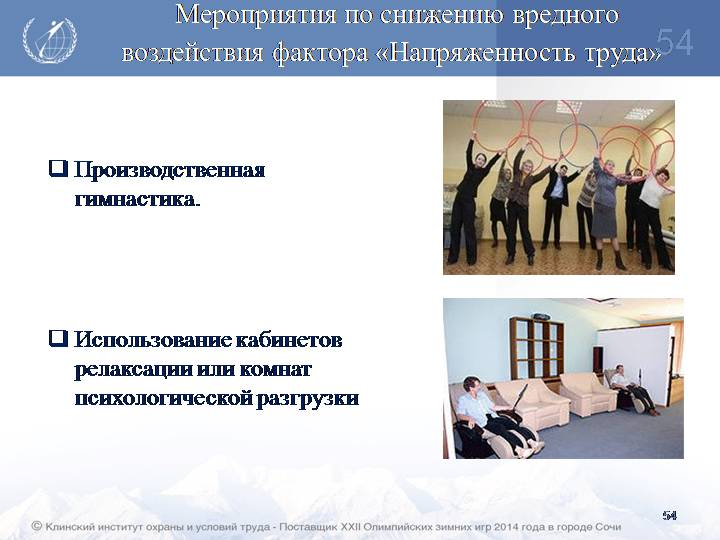 Мероприятия по снижению вредного
воздействия фактора «Напряженность труда»
54
Производственная
гимнастика.
Использование кабинетов
релаксации или комнат
психологической разгрузки
54
© Клинский институт охраны и условий труда - Поставщик XXII Олимпийских зимних игр 2014 года в городе Сочи